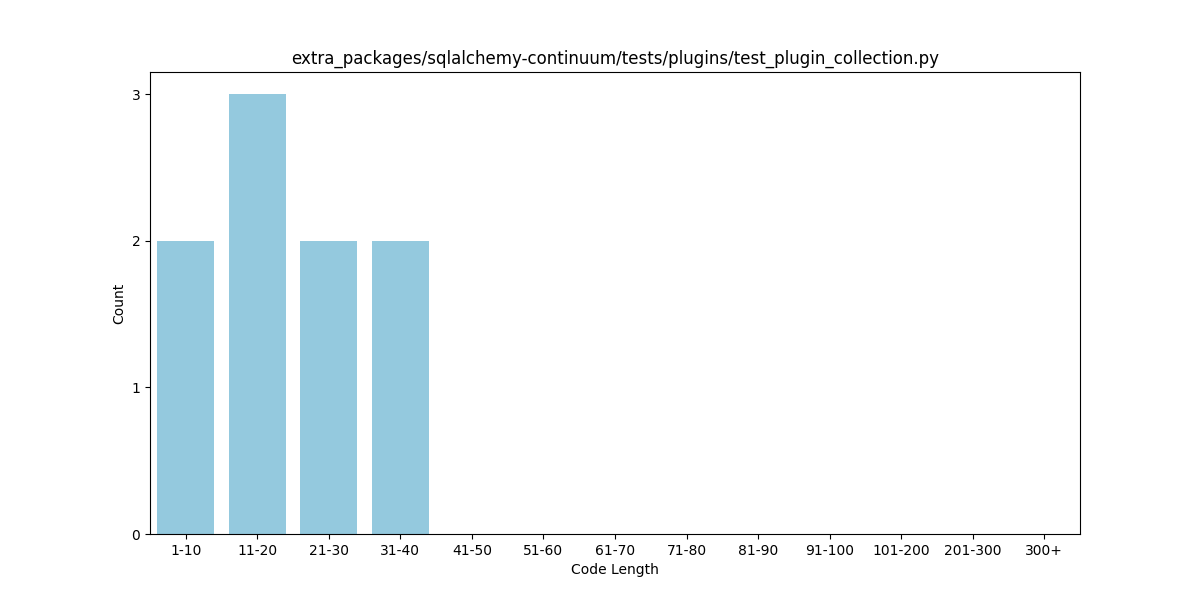 extra_packages/sqlalchemy-continuum/tests/plugins/test_plugin_collection.py
3
2
1
0
Count
1-10 11-20 21-30 31-40 41-50 51-60 61-70 71-80 81-90 91-100 101-200 201-300 300+
Code Length